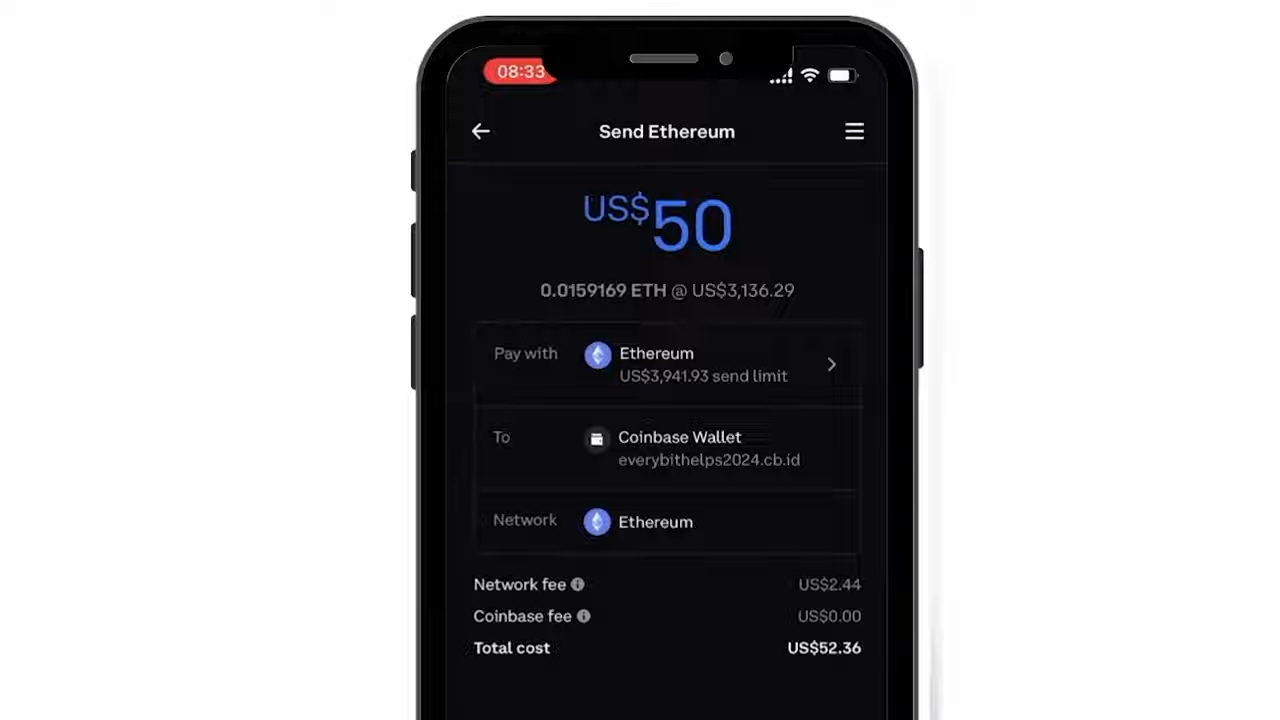 08:33
Send Ethereum
US$50
0.0159169 ETH @ US$3,136.29
Pay with Ethereum
US$3,941.93 send limit
To Coinbase Wallet
everybithelps2024.cb.id
Network Ethereum
Network fee US$2.44
Coinbase fee US$0.00
Total cost US$52.36